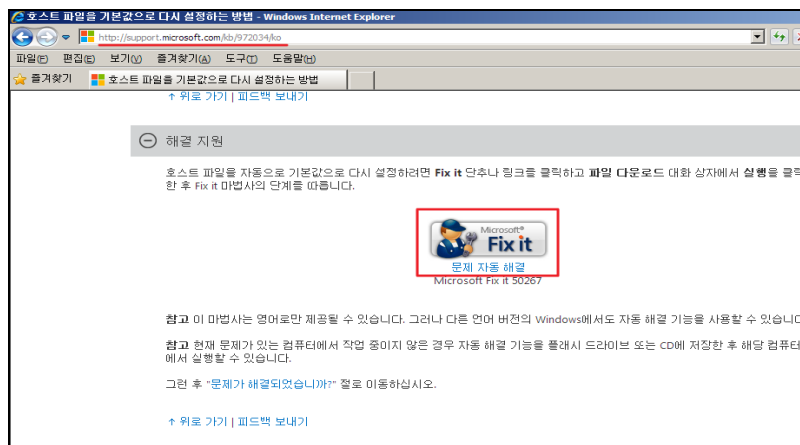 호스트 파일을 기본값으로 다시 설정하는 방법 - Windows Internet Explorer
http://support.microsoft.com/kb/972034/ko
파일(F) 편집(E) 보기(V) 즐겨찾기(A) 도구(T) 도움말(H)
즐겨찾기 호스트 파일을 기본값으로 다시 설정하는 방법
↑ 위로 가기 | 피드백 보내기
해결 지원
호스트 파일을 자동으로 기본값으로 다시 설정하려면 Fix it 단추나 링크를 클릭하고 파일 다운로드 대화 상자에서 실행을 클릭
한 후 Fix it 마법사의 단계를 따릅니다.
Microsoft®
Fix it
문제 자동 해결
Microsoft Fix it 50267
참고 이 마법사는 영어로만 제공될 수 있습니다. 그러나 다른 언어 버전의 Windows에서도 자동 해결 기능을 사용할 수 있습니다
참고 현재 문제가 있는 컴퓨터에서 작업 중이지 않은 경우 자동 해결 기능을 플래시 드라이브 또는 CD에 저장한 후 해당 컴퓨터
에서 실행할 수 있습니다.
그런 후 "문제가 해결되었습니까?" 절로 이동하십시오.
↑ 위로 가기 | 피드백 보내기